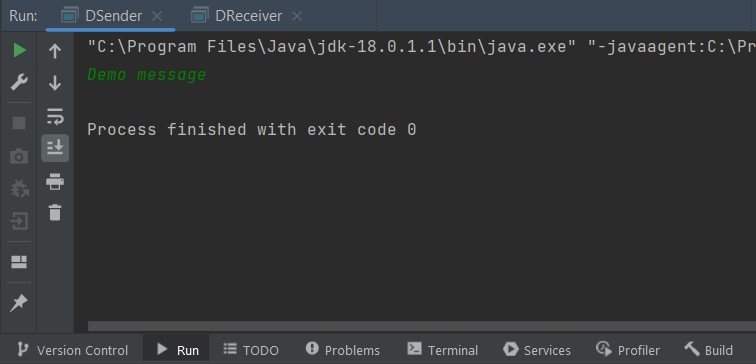 Run: DSender DReceiver
"C:\Program Files\Java\jdk-18.0.1.1\bin\java.exe" "-javaagent:C:\Pr
Demo message
Process finished with exit code 0
Version Control Run TODO Problems Terminal Services Profiler Build